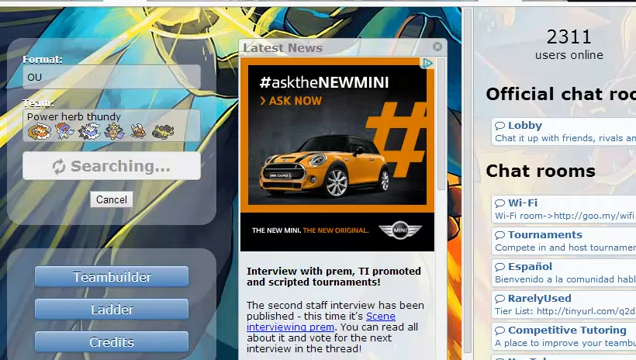 Format:
OU
Team:
Power herb thundy
Searching...
Cancel
Teambuilder
Ladder
Credits
Latest News
#asktheNEWMINI
> ASK NOW
#
THE NEW MINI. THE NEW ORIGINAL.
MINI
Interview with prem, TI promoted
and scripted tournaments!
The second staff interview has been
published - this time it's Scene
interviewing prem. You can read all
about it and vote for the next
interview in the thread!
2311
users online
Official chat roo
Lobby
Chat it up with friends, rivals an
Chat rooms
Wi-Fi
Wi-Fi room->http://goo.my/wifi
Tournaments
Compete in and host tournamen
Español
Bienvenido a la comunidad habl
RarelyUsed
Tier List: http://tinyurl.com/q2d
Competitive Tutoring
A place to improve your teambu